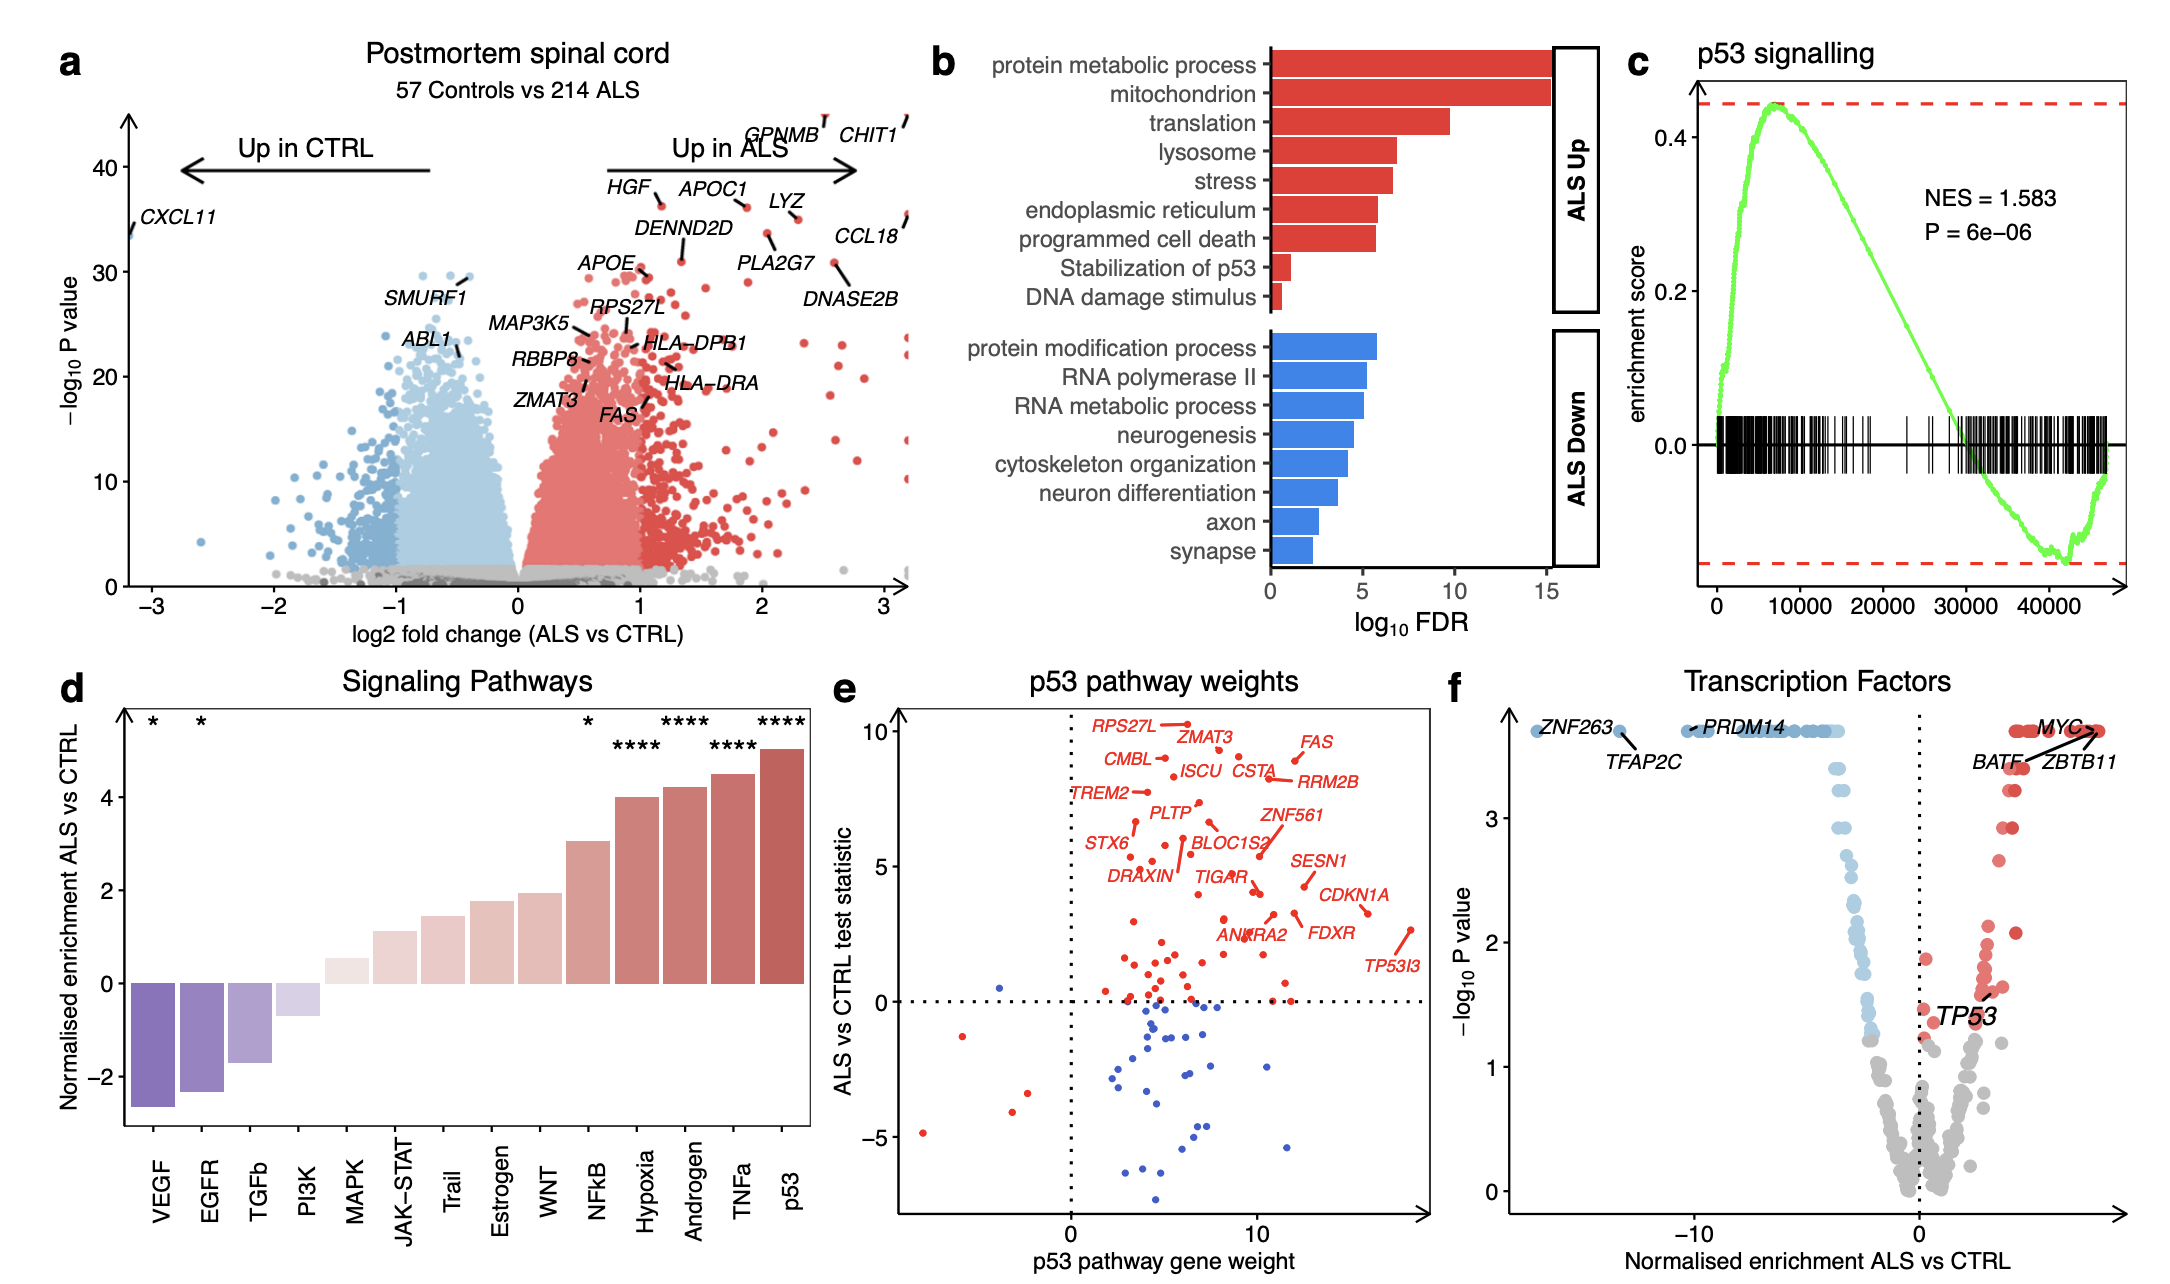 a
Postmortem spinal cord
57 Controls vs 214 ALS
Up in CTRL
Up in ALS
GPNMB
CHIT1
HGF
APOC1
LYZ
CXCL11
DENND2D
CCL18
APOE
PLA2G7
SMURF1
RPS27L
DNASE2B
MAP3K5
ABL1
HLA−DPB1
RBBP8
HLA−DRA
ZMAT3
FAS
−log10 P value
0
10
20
30
40
−3
−2
−1
0
1
2
3
log2 fold change (ALS vs CTRL)
b
protein metabolic process
mitochondrion
translation
lysosome
stress
endoplasmic reticulum
programmed cell death
Stabilization of p53
DNA damage stimulus
ALS Up
protein modification process
RNA polymerase II
RNA metabolic process
neurogenesis
cytoskeleton organization
neuron differentiation
axon
synapse
ALS Down
0
5
10
15
log10 FDR
c
p53 signalling
NES = 1.583
P = 6e−06
enrichment score
0.4
0.2
0.0
0
10000
20000
30000
40000
d
Signaling Pathways
*
*
*
****
****
****
****
Normalised enrichment ALS vs CTRL
4
2
0
−2
VEGF
EGFR
TGFb
PI3K
MAPK
JAK−STAT
Trail
Estrogen
WNT
NFkB
Hypoxia
Androgen
TNFa
p53
e
p53 pathway weights
RPS27L
ZMAT3
FAS
CMBL
ISCU
CSTA
RRM2B
TREM2
PLTP
ZNF561
STX6
BLOC1S2
SESN1
DRAXIN
TIGAR
CDKN1A
ANKRA2
FDXR
TP53I3
ALS vs CTRL test statistic
10
5
0
−5
0
10
p53 pathway gene weight
f
Transcription Factors
ZNF263
PRDM14
MYC
TFAP2C
BATF
ZBTB11
TP53
−log10 P value
3
2
1
0
−10
0
Normalised enrichment ALS vs CTRL